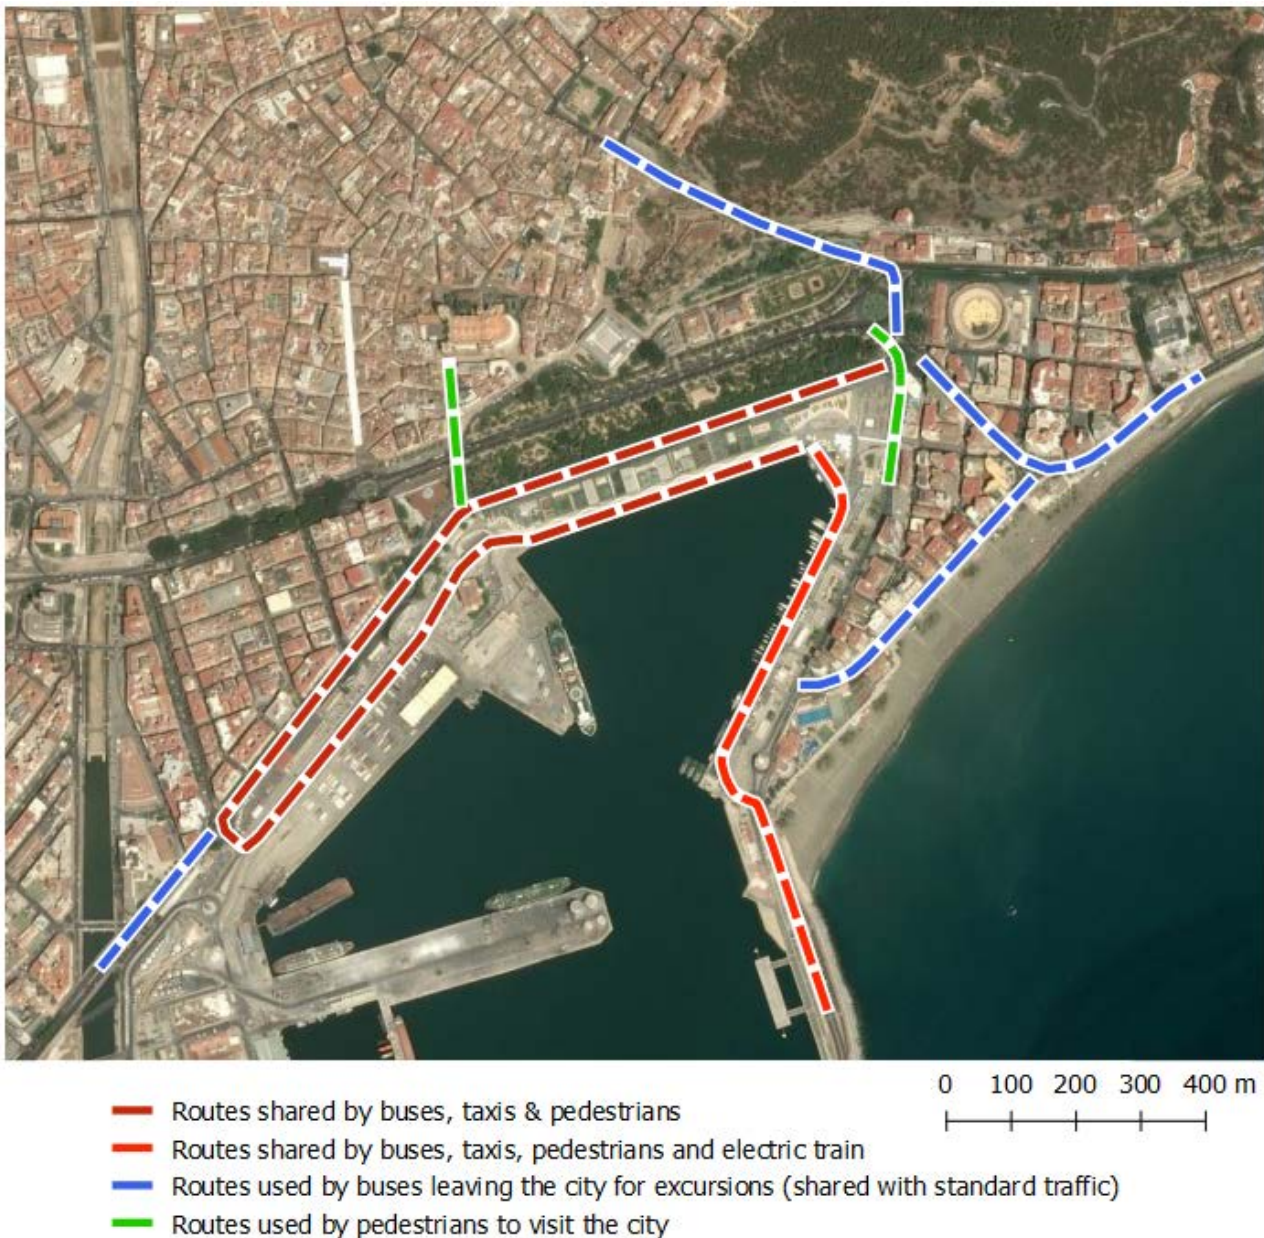 0 100 200 300 400 m
Routes shared by buses, taxis & pedestrians
Routes shared by buses, taxis, pedestrians and electric train
Routes used by buses leaving the city for excursions (shared with standard traffic)
Routes used by pedestrians to visit the city